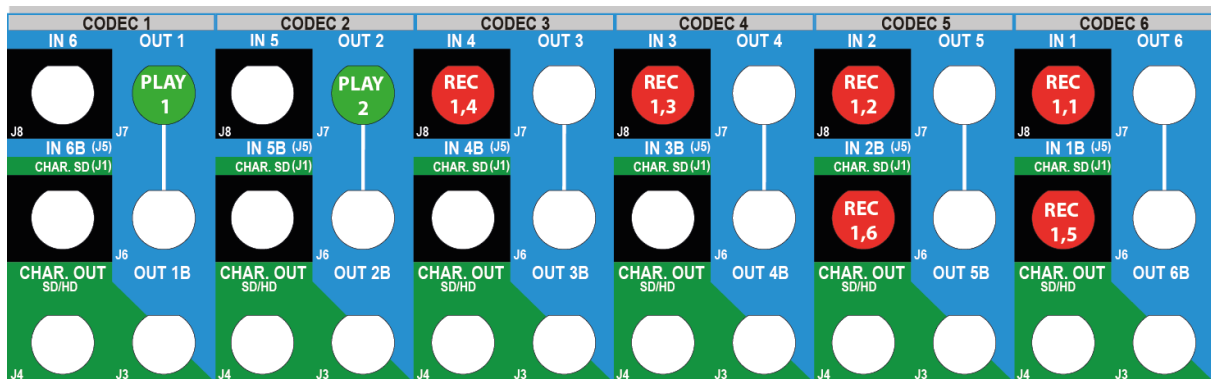 CODEC 1 CODEC 2 CODEC 3 CODEC 4 CODEC 5 CODEC 6
IN 6 OUT 1 IN 5 OUT 2 IN 4 OUT 3 IN 3 OUT 4 IN 2 OUT 5 IN 1 OUT 6
PLAY PLAY REC REC REC REC
1 2 1,4 1,3 1,2 1,1
J8 J7 J8 J7 J8 J7 J8 J7 J8 J7 J8 J7
IN 6B (J5) IN 5B (J5) IN 4B (J5) IN 3B (J5) IN 2B (J5) IN 1B (J5)
CHAR. SD (J1) CHAR. SD (J1) CHAR. SD (J1) CHAR. SD (J1) CHAR. SD (J1) CHAR. SD (J1)
REC REC
1,6 1,5
J6 J6 J6 J6 J6 J6
CHAR. OUT OUT 1B CHAR. OUT OUT 2B CHAR. OUT OUT 3B CHAR. OUT OUT 4B CHAR. OUT OUT 5B CHAR. OUT OUT 6B
SD/HD SD/HD SD/HD SD/HD SD/HD SD/HD
J4 J3 J4 J3 J4 J3 J4 J3 J4 J3 J4 J3